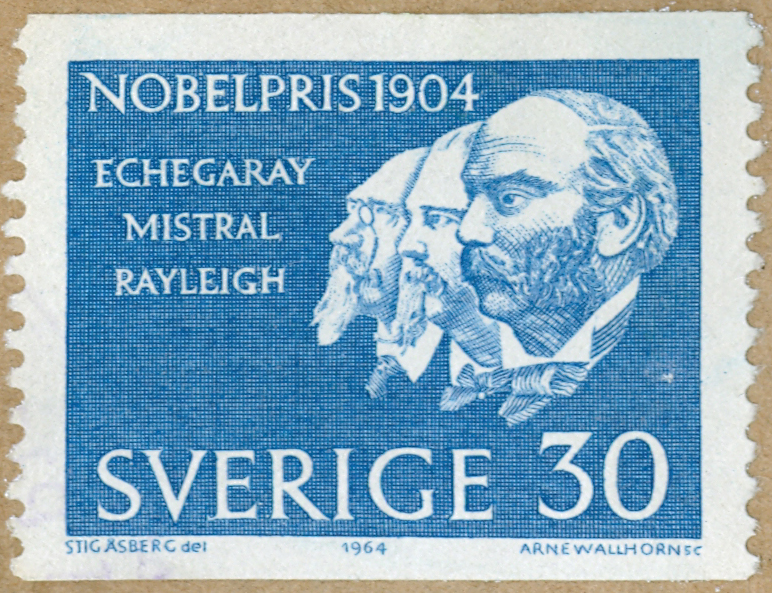 NOBELPRIS 1904
ECHEGARAY
MISTRAL
RAYLEIGH
SVERIGE 30
STIG ÅSBERG del 1964 ARNE WALLHORN SC